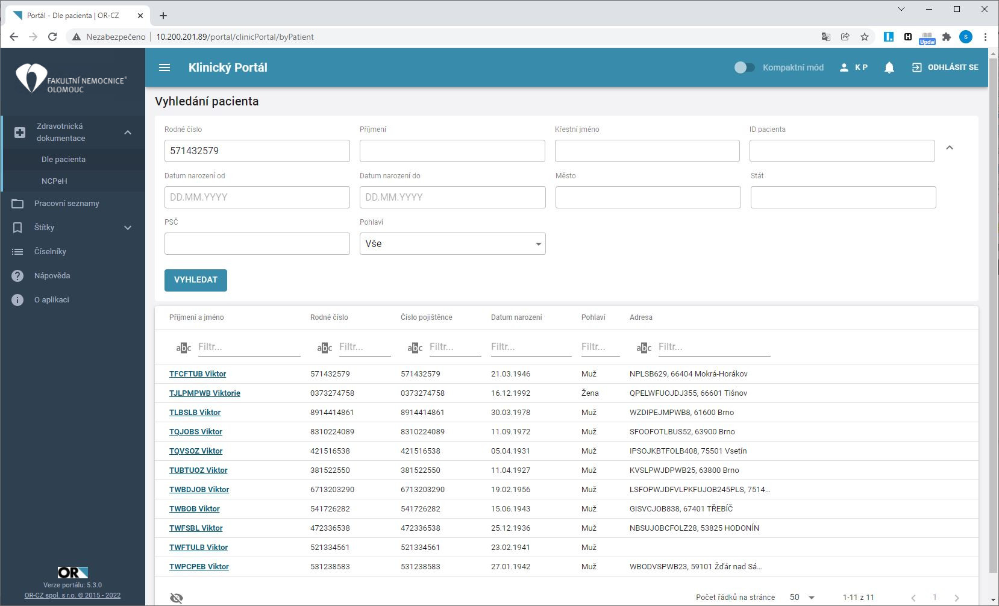 Portál - Dle pacienta | OR-CZ
Nezabezpečeno 10.200.201.89/portal/clinicPortal/byPatient
Upda
s
FAKULTNÍ NEMOCNICE®
OLOMOUC
Klinický Portál
Kompaktní mód
K P
ODHLÁSIT SE
Zdravotnická
dokumentace
Dle pacienta
NCPeH
Pracovní seznamy
Štítky
Číselníky
Nápověda
O aplikaci
Vyhledání pacienta
Rodné číslo Příjmení Křestní jméno ID pacienta
571432579
Datum narození od Datum narození do Město Stát
DD.MM.YYYY DD.MM.YYYY
PSČ Pohlaví
Vše
VYHLEDAT
Příjmení a jméno Rodné číslo Číslo pojištěnce Datum narození Pohlaví Adresa
abc Filtr... abc Filtr... abc Filtr... Filtr... Filtr... abc Filtr...
TFCFTUB Viktor 571432579 571432579 21.03.1946 Muž NPLSB629, 66404 Mokrá-Horákov
TJLPMPWB Viktorie 0373274758 0373274758 16.12.1992 Žena QPELWFUOJDJ355, 66601 Tišnov
TLBSLB Viktor 8914414861 8914414861 30.03.1978 Muž WZDIPEJMPWB8, 61600 Brno
TQJOBS Viktor 8310224089 8310224089 11.09.1972 Muž SFOOFOTLBUS52, 63900 Brno
TQVSOZ Viktor 421516538 421516538 05.04.1931 Muž IPSOJKBTFOLB408, 75501 Vsetín
TUBTUOZ Viktor 381522550 381522550 11.04.1927 Muž KVSLPWJDPWB25, 63800 Brno
TWBDJOB Viktor 6713203290 6713203290 19.02.1956 Muž LSFOPWJDFVLPKFUJOB245PLS, 7514...
TWBOB Viktor 541726282 541726282 15.06.1943 Muž GISVCJOB838, 67401 TŘEBÍČ
TWFSBL Viktor 472336538 472336538 25.12.1936 Muž NBSUJOBCFOLZ28, 53825 HODONÍN
TWFTULB Viktor 521334561 521334561 23.02.1941 Muž
TWPCPEB Viktor 531238583 531238583 27.01.1942 Muž WBODVSPWB23, 59101 Žďár nad Sá...
Počet řádků na stránce 50 1-11 z 11 1
OR
Verze portálu: 5.3.0
OR-CZ spol. s r.o. © 2015 - 2022